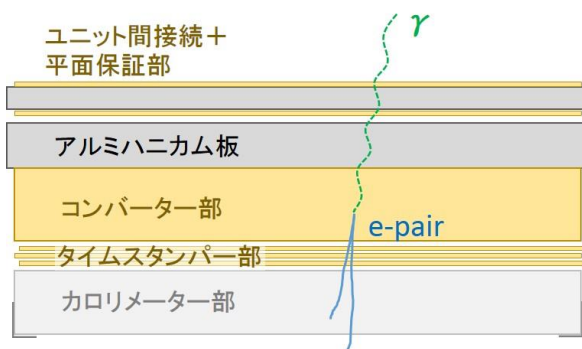 ユニット間接続＋
平面保証部
γ
アルミハニカム板
コンバーター部
e-pair
タイムスタンパー部
カロリメーター部